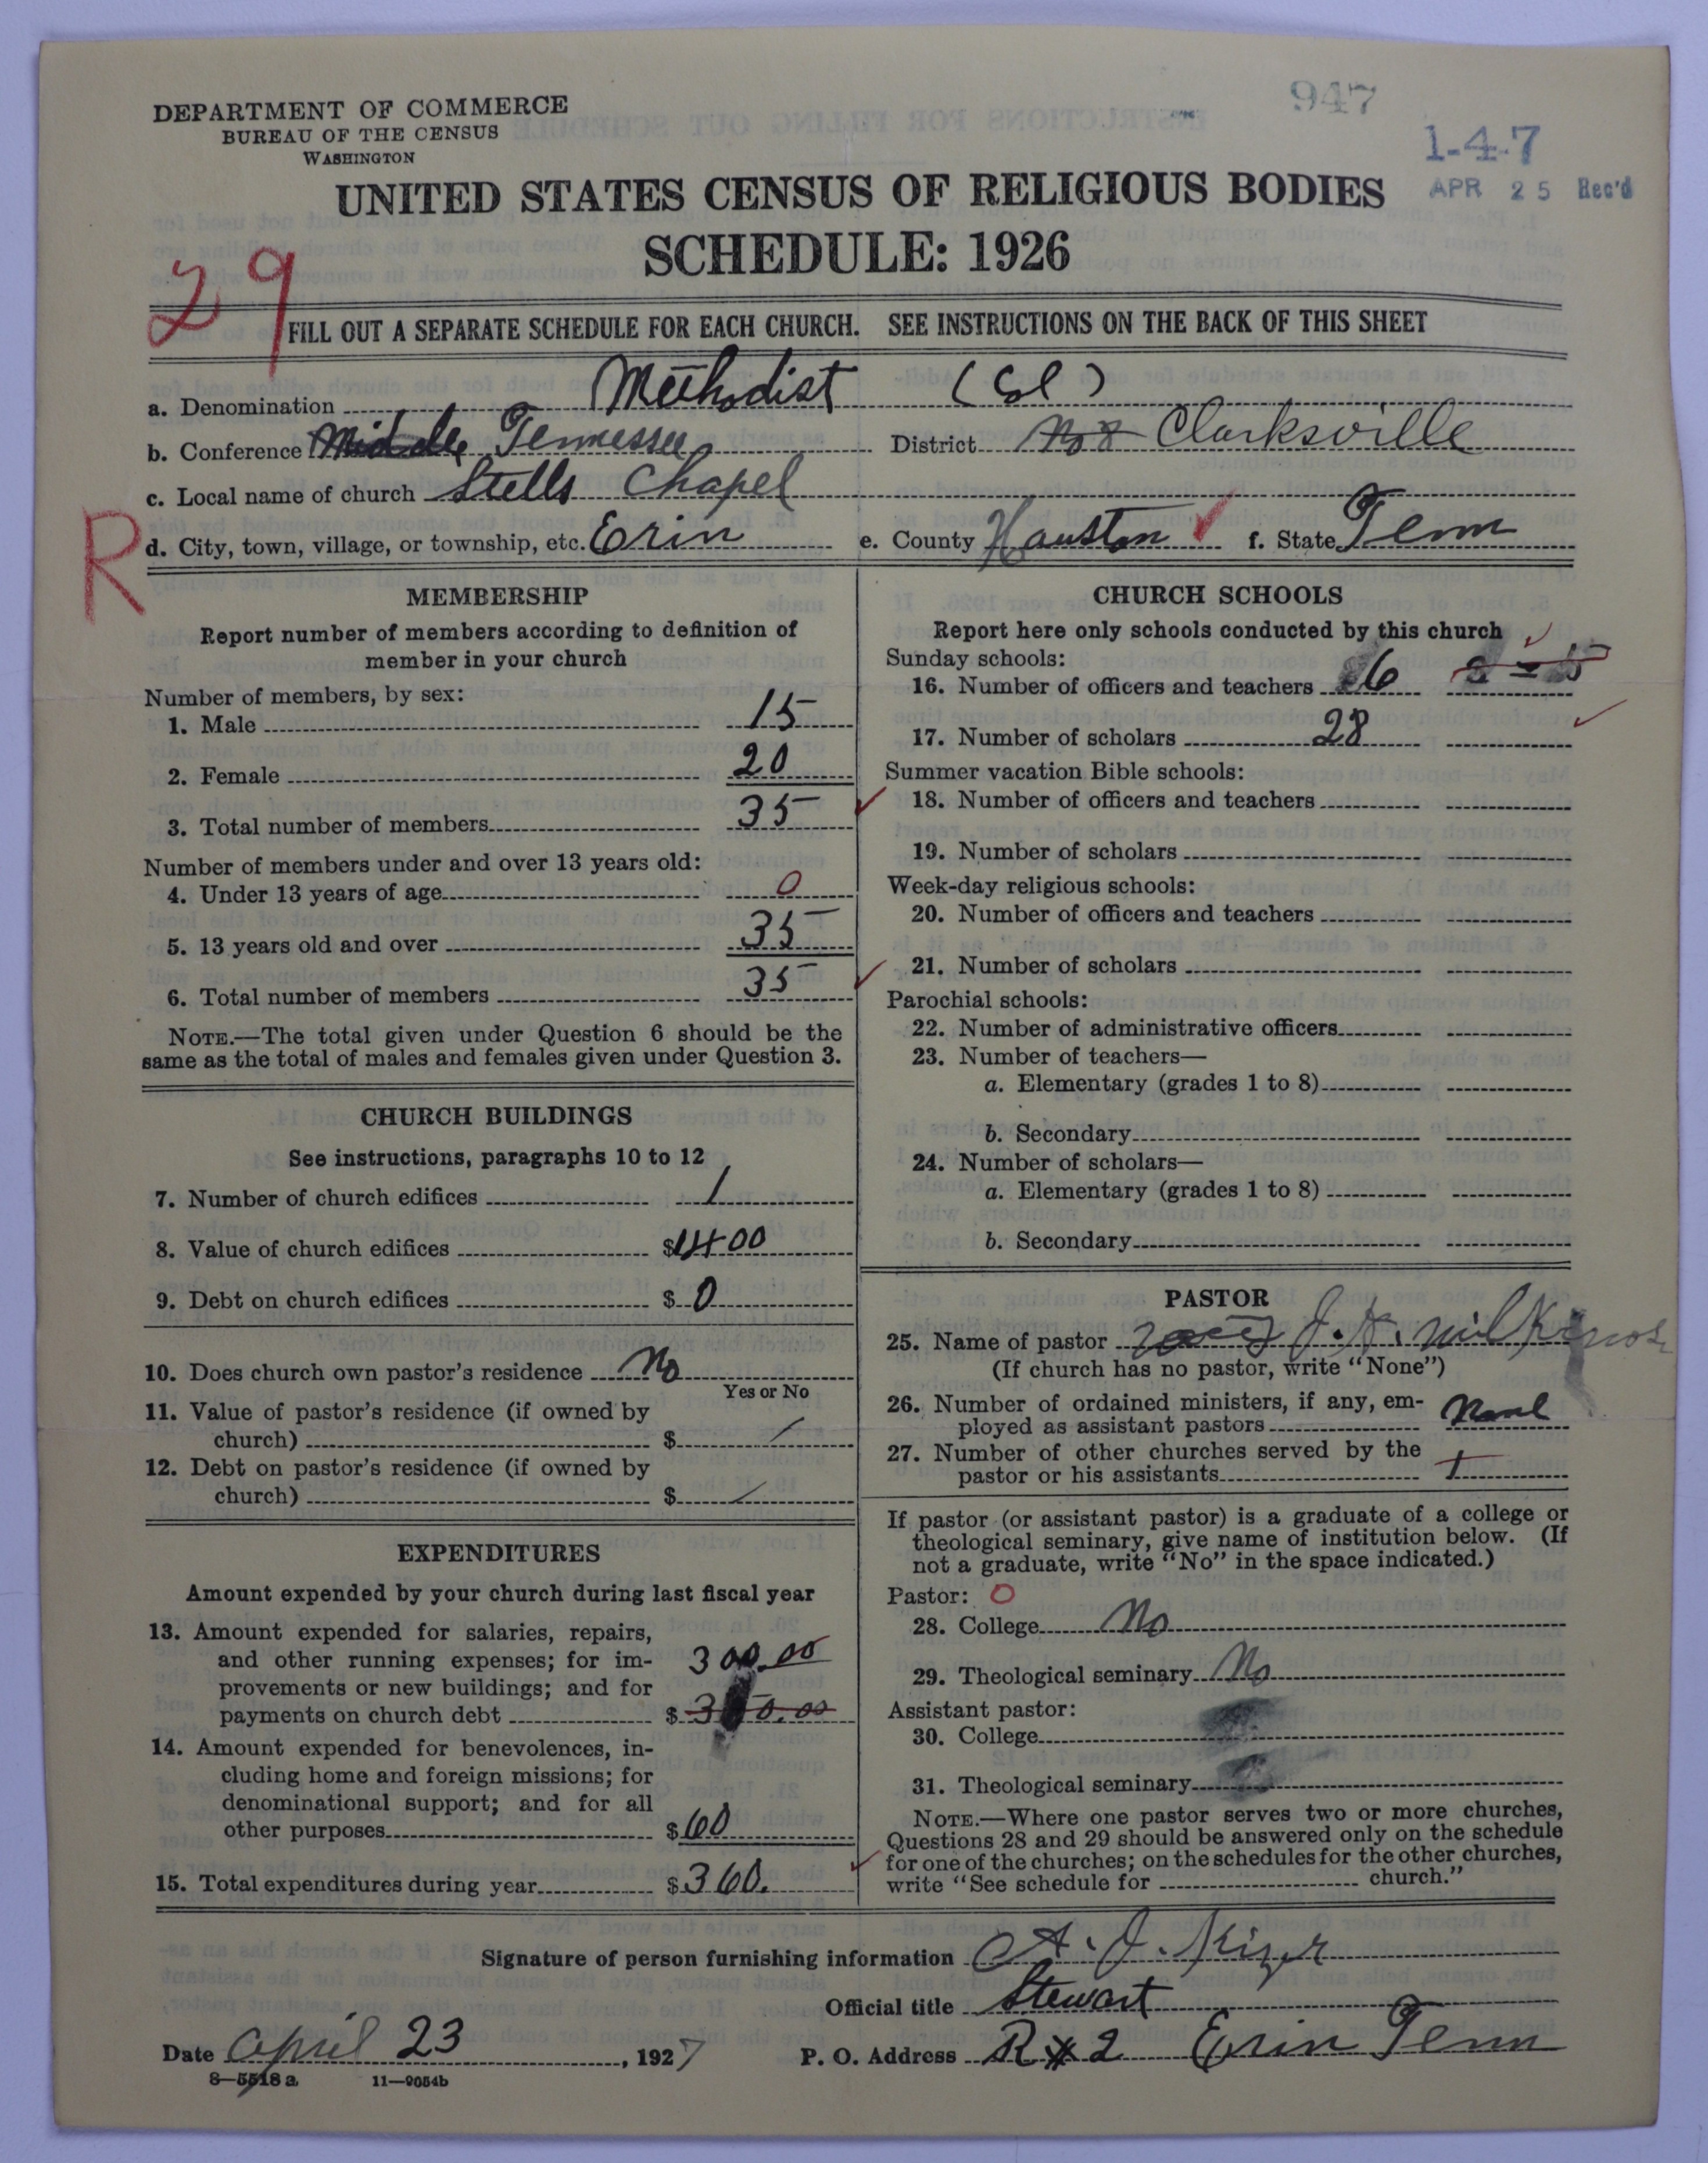 947
1-4-7
APR 25 Rec'd
DEPARTMENT OF COMMERCE
BUREAU OF THE CENSUS
WASHINGTON
UNITED STATES CENSUS OF RELIGIOUS BODIES
SCHEDULE: 1926
29
FILL OUT A SEPARATE SCHEDULE FOR EACH CHURCH. SEE INSTRUCTIONS ON THE BACK OF THIS SHEET
a. Denomination Methodist (Col)
b. Conference Middle Tennessee District No 8 Clarksville
c. Local name of church Stells Chapel
R
d. City, town, village, or township, etc. Erin e. County Houston f. State Tenn
MEMBERSHIP
Report number of members according to definition of
member in your church
Number of members, by sex:
1. Male 15
2. Female 20
3. Total number of members 35
Number of members under and over 13 years old:
4. Under 13 years of age 0
5. 13 years old and over 35
6. Total number of members 35
NOTE.—The total given under Question 6 should be the
same as the total of males and females given under Question 3.
CHURCH BUILDINGS
See instructions, paragraphs 10 to 12
7. Number of church edifices 1
8. Value of church edifices $1400
9. Debt on church edifices $ 0
10. Does church own pastor's residence No
Yes or No
11. Value of pastor's residence (if owned by
church) $
12. Debt on pastor's residence (if owned by
church) $
EXPENDITURES
Amount expended by your church during last fiscal year
13. Amount expended for salaries, repairs,
and other running expenses; for im- 300.00
provements or new buildings; and for
payments on church debt $
14. Amount expended for benevolences, in-
cluding home and foreign missions; for
denominational support; and for all
other purposes $60
15. Total expenditures during year $360.
CHURCH SCHOOLS
Report here only schools conducted by this church
Sunday schools:
16. Number of officers and teachers 6
17. Number of scholars 28
Summer vacation Bible schools:
18. Number of officers and teachers
19. Number of scholars
Week-day religious schools:
20. Number of officers and teachers
21. Number of scholars
Parochial schools:
22. Number of administrative officers
23. Number of teachers—
a. Elementary (grades 1 to 8)
b. Secondary
24. Number of scholars—
a. Elementary (grades 1 to 8)
b. Secondary
PASTOR
25. Name of pastor J. A. Wilkinson
(If church has no pastor, write "None")
26. Number of ordained ministers, if any, em-
ployed as assistant pastors None
27. Number of other churches served by the
pastor or his assistants 1
If pastor (or assistant pastor) is a graduate of a college or
theological seminary, give name of institution below. (If
not a graduate, write "No" in the space indicated.)
Pastor: 0
28. College No
29. Theological seminary No
Assistant pastor:
30. College
31. Theological seminary
NOTE.—Where one pastor serves two or more churches,
Questions 28 and 29 should be answered only on the schedule
for one of the churches; on the schedules for the other churches,
write "See schedule for church."
Signature of person furnishing information A. J. Kizer
Official title Stewart
Date April 23, 1927 P. O. Address R # 2 Erin Tenn
8—5518 a 11—9054b